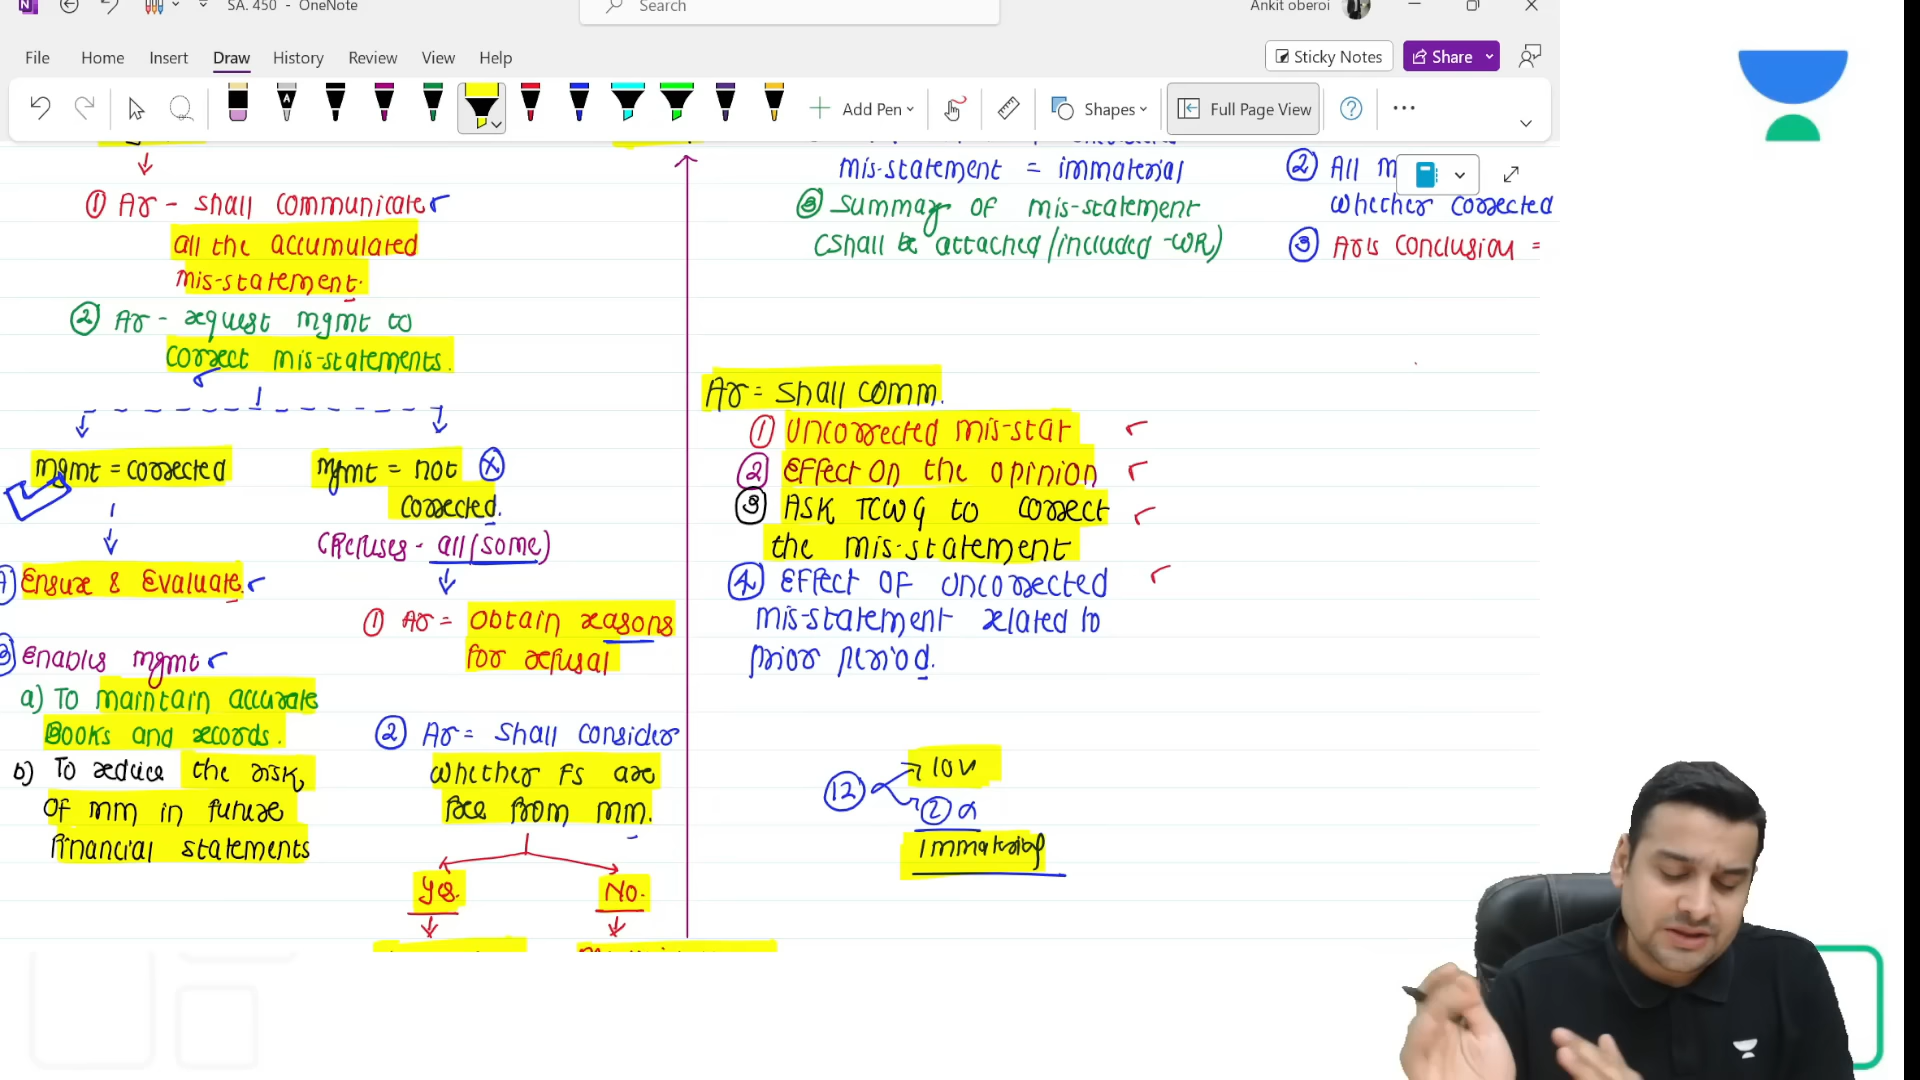 SA. 450 - OneNote
Search
Ankit oberoi
File Home Insert Draw History Review View Help
Sticky Notes
Share
Add Pen
Shapes
Full Page View
① Ar - shall communicate
all the accumulated
mis-statement.
② Ar - request mgmt to
correct mis-statements.
mgmt = corrected
Ensure & Evaluate.
Enables mgmt
a) To maintain accurate
Books and records.
b) To reduce the risk
of mm in future
financial statements
mgmt = not
corrected.
(Refuses - all/some)
① Ar = obtain reasons
for refusal
② Ar = shall consider
whether FS are
free from mm.
Yes.
No.
mis-statement = immaterial
③ Summary of mis-statement
(shall be attached/included -WR)
② All m
whether corrected
③ Ar's conclusion =
Ar = shall comm.
① Uncorrected mis-stat
② Effect on the opinion
③ ASK TCWG to correct
the mis-statement
④ Effect of uncorrected
mis-statement related to
prior period.
⑫
10
②
immaterial